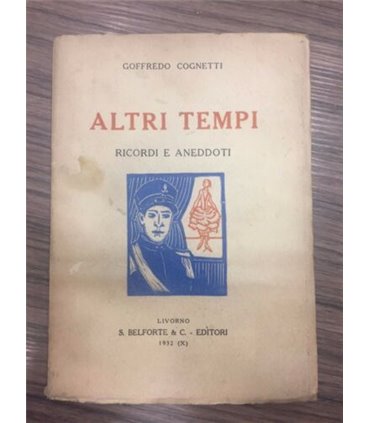 GOFFREDO COGNETTI
ALTRI TEMPI
RICORDI E ANEDDOTI
LIVORNO
S. BELFORTE & C. - EDITORI
1932 (X)